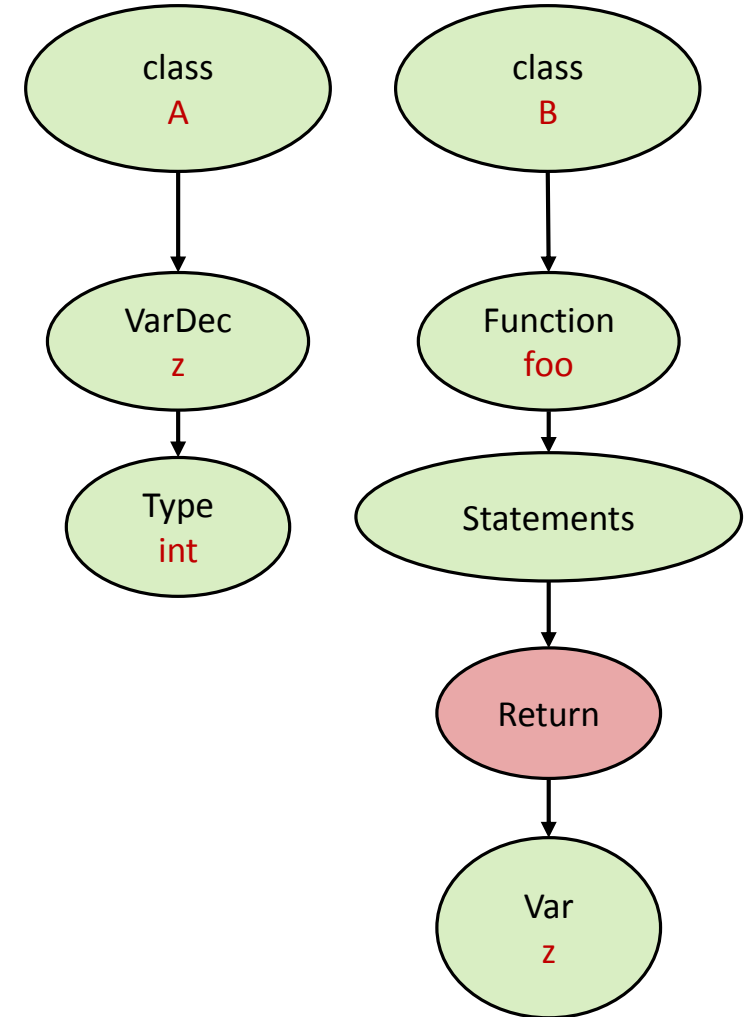 class
A
class
B
VarDec
z
Function
foo
Type
int
Statements
Return
Var
z